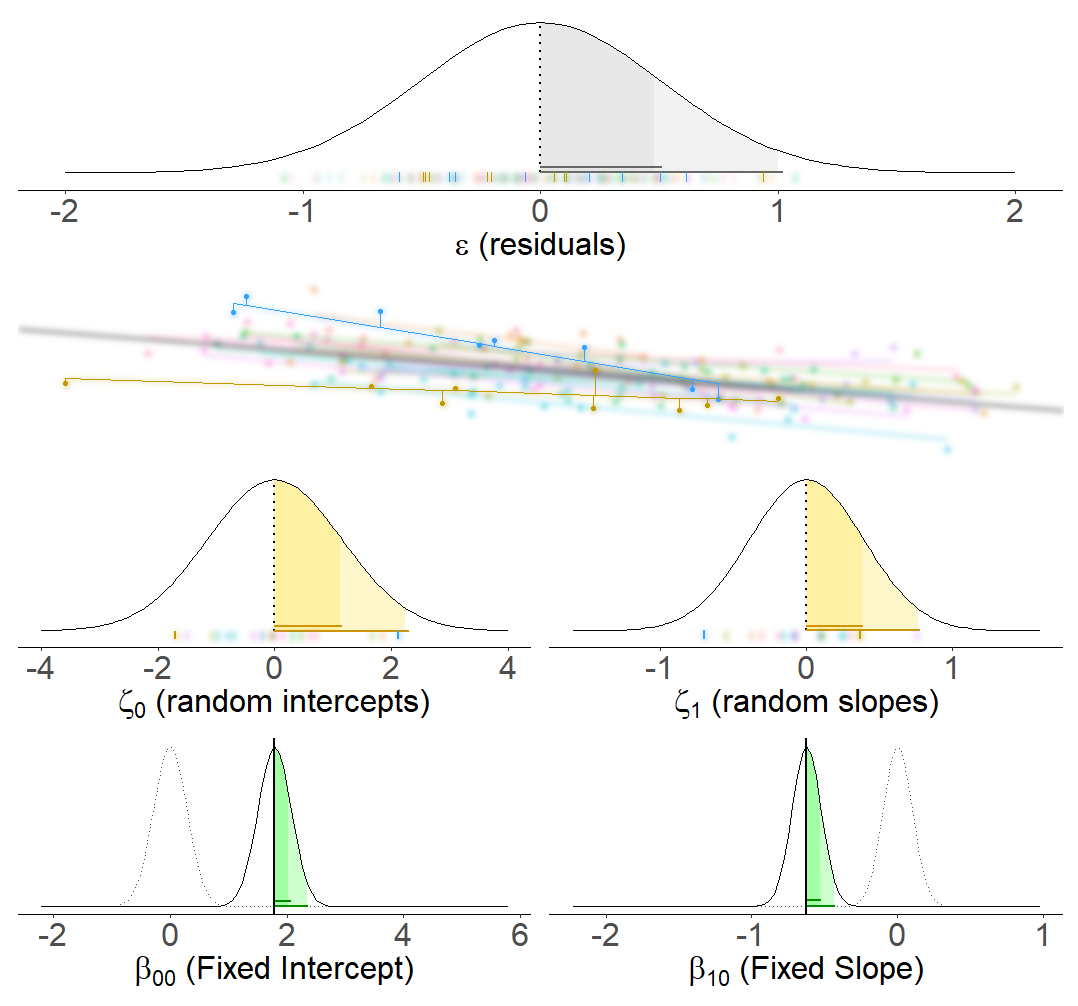 -2 -1 0 1 2
ε (residuals)
-4 -2 0 2 4
ζ0 (random intercepts)
-1 0 1
ζ1 (random slopes)
-2 0 2 4 6
β00 (Fixed Intercept)
-2 -1 0 1
β10 (Fixed Slope)